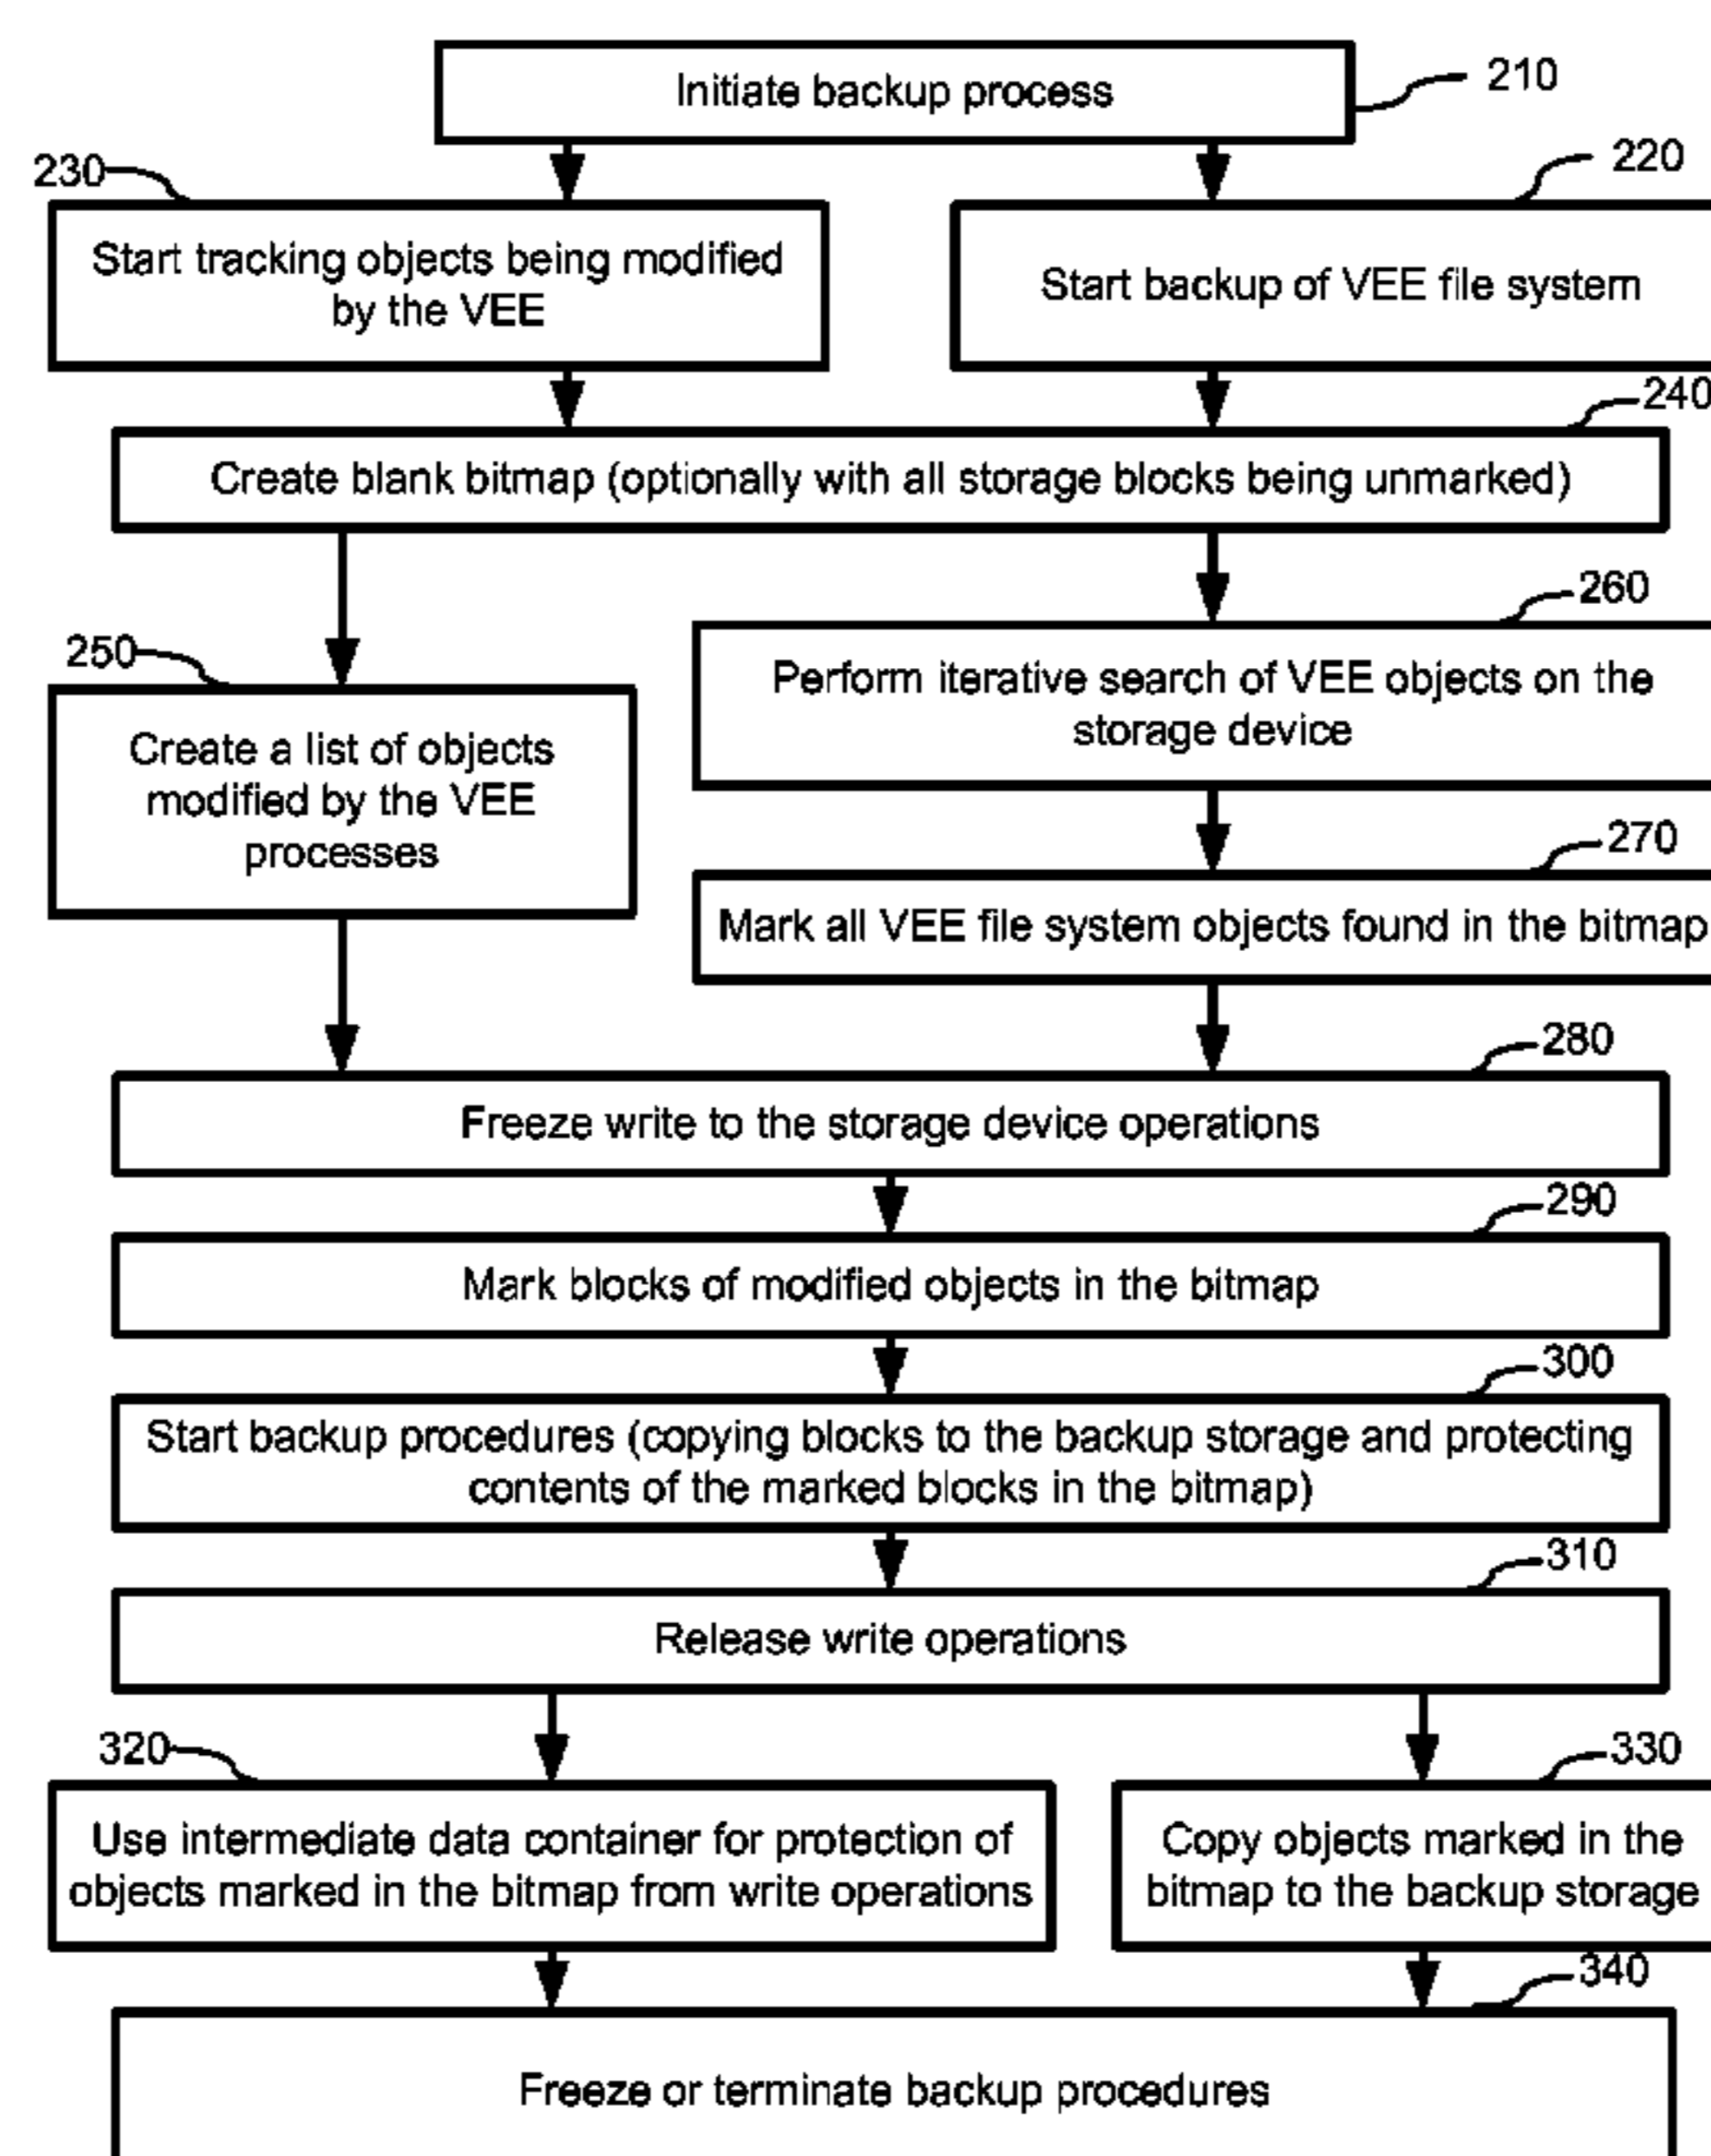 Initiate backup process
210
230
220
Start tracking objects being modified
by the VEE
Start backup of VEE file system
240
Create blank bitmap (optionally with all storage blocks being unmarked)
260
250
Perform iterative search of VEE objects on the
storage device
Create a list of objects
modified by the VEE
processes
270
Mark all VEE file system objects found in the bitmap
280
Freeze write to the storage device operations
290
Mark blocks of modified objects in the bitmap
300
Start backup procedures (copying blocks to the backup storage and protecting
contents of the marked blocks in the bitmap)
310
Release write operations
320
330
Use intermediate data container for protection of
objects marked in the bitmap from write operations
Copy objects marked in the
bitmap to the backup storage
340
Freeze or terminate backup procedures